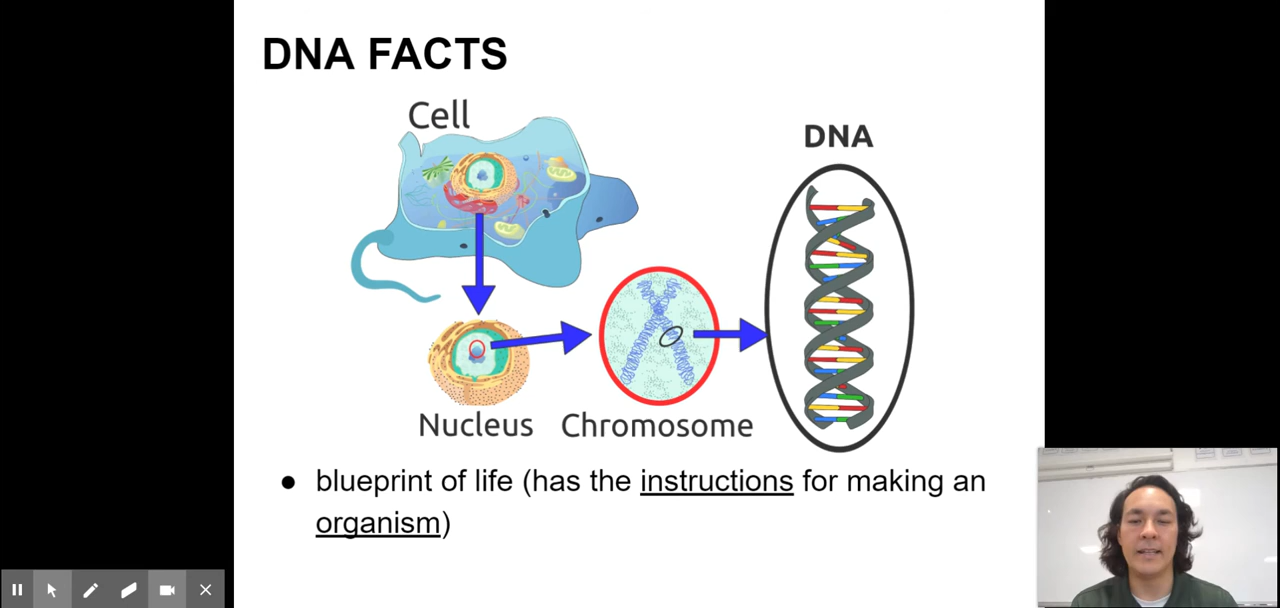 DNA FACTS
Cell
DNA
Nucleus
Chromosome
● blueprint of life (has the instructions for making an
organism)